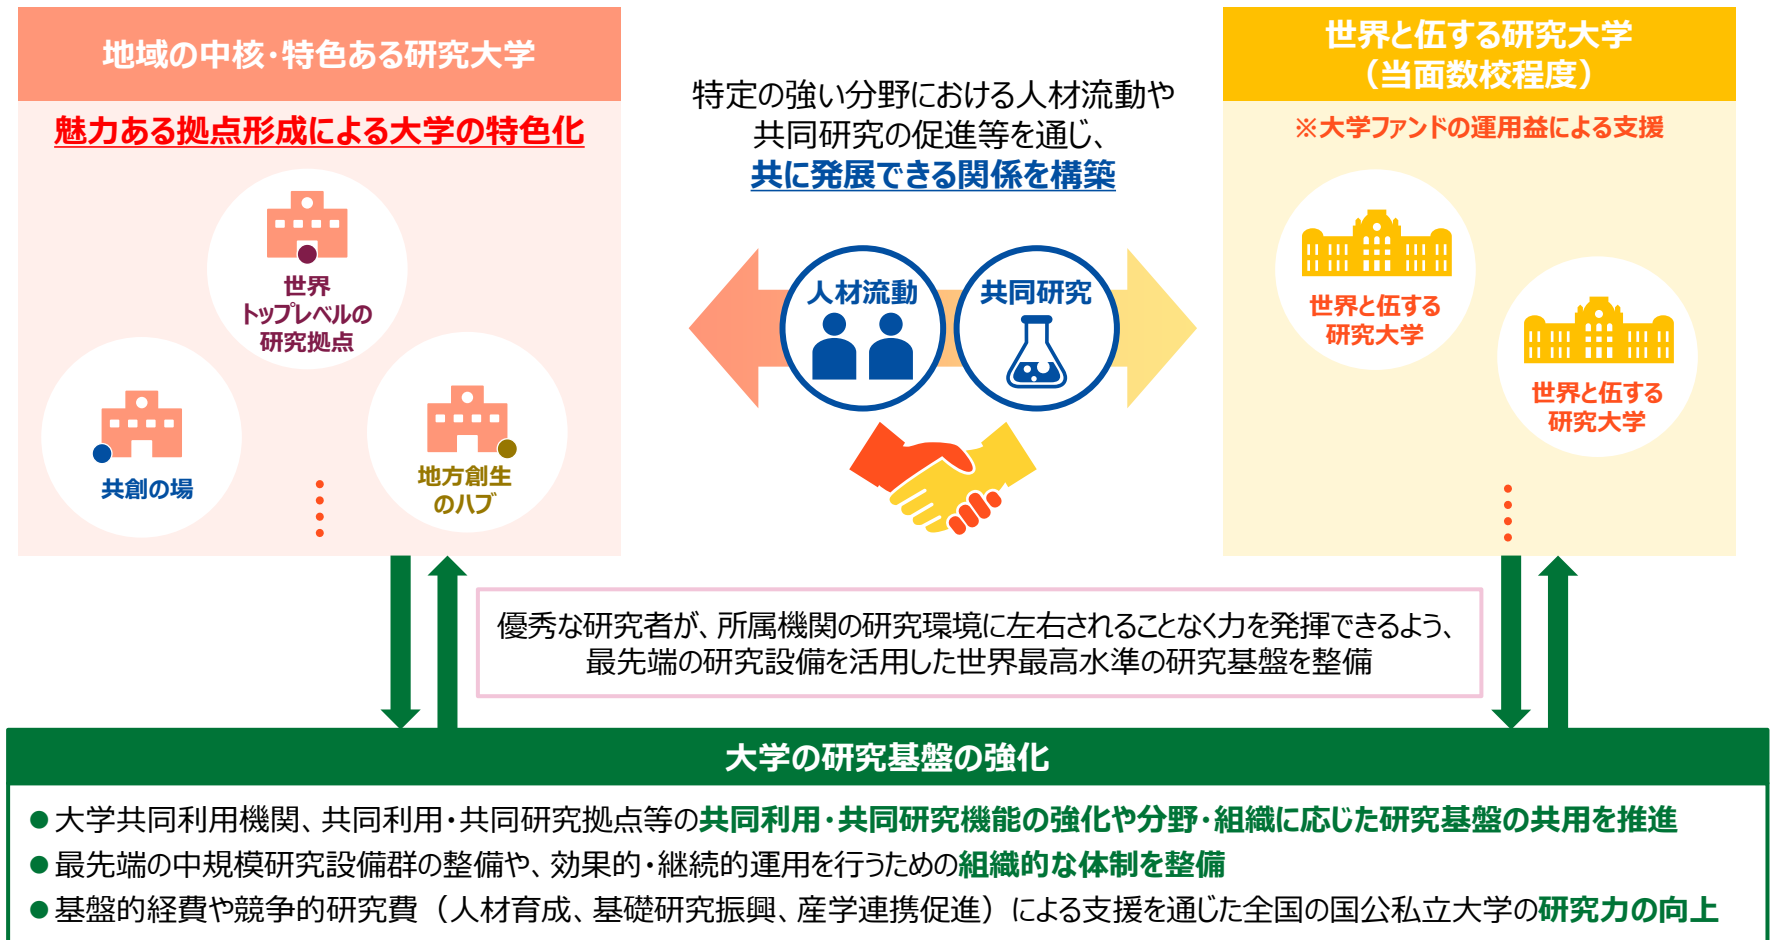 地域の中核・特色ある研究大学
魅力ある拠点形成による大学の特色化
世界
トップレベルの
研究拠点
共創の場
地方創生
のハブ
特定の強い分野における人材流動や
共同研究の促進等を通じ、
共に発展できる関係を構築
人材流動
共同研究
世界と伍する研究大学
（当面数校程度）
※大学ファンドの運用益による支援
世界と伍する
研究大学
世界と伍する
研究大学
優秀な研究者が、所属機関の研究環境に左右されることなく力を発揮できるよう、
最先端の研究設備を活用した世界最高水準の研究基盤を整備
大学の研究基盤の強化
●大学共同利用機関、共同利用・共同研究拠点等の共同利用・共同研究機能の強化や分野・組織に応じた研究基盤の共用を推進
●最先端の中規模研究設備群の整備や、効果的・継続的運用を行うための組織的な体制を整備
●基盤的経費や競争的研究費（人材育成、基礎研究振興、産学連携促進）による支援を通じた全国の国公私立大学の研究力の向上